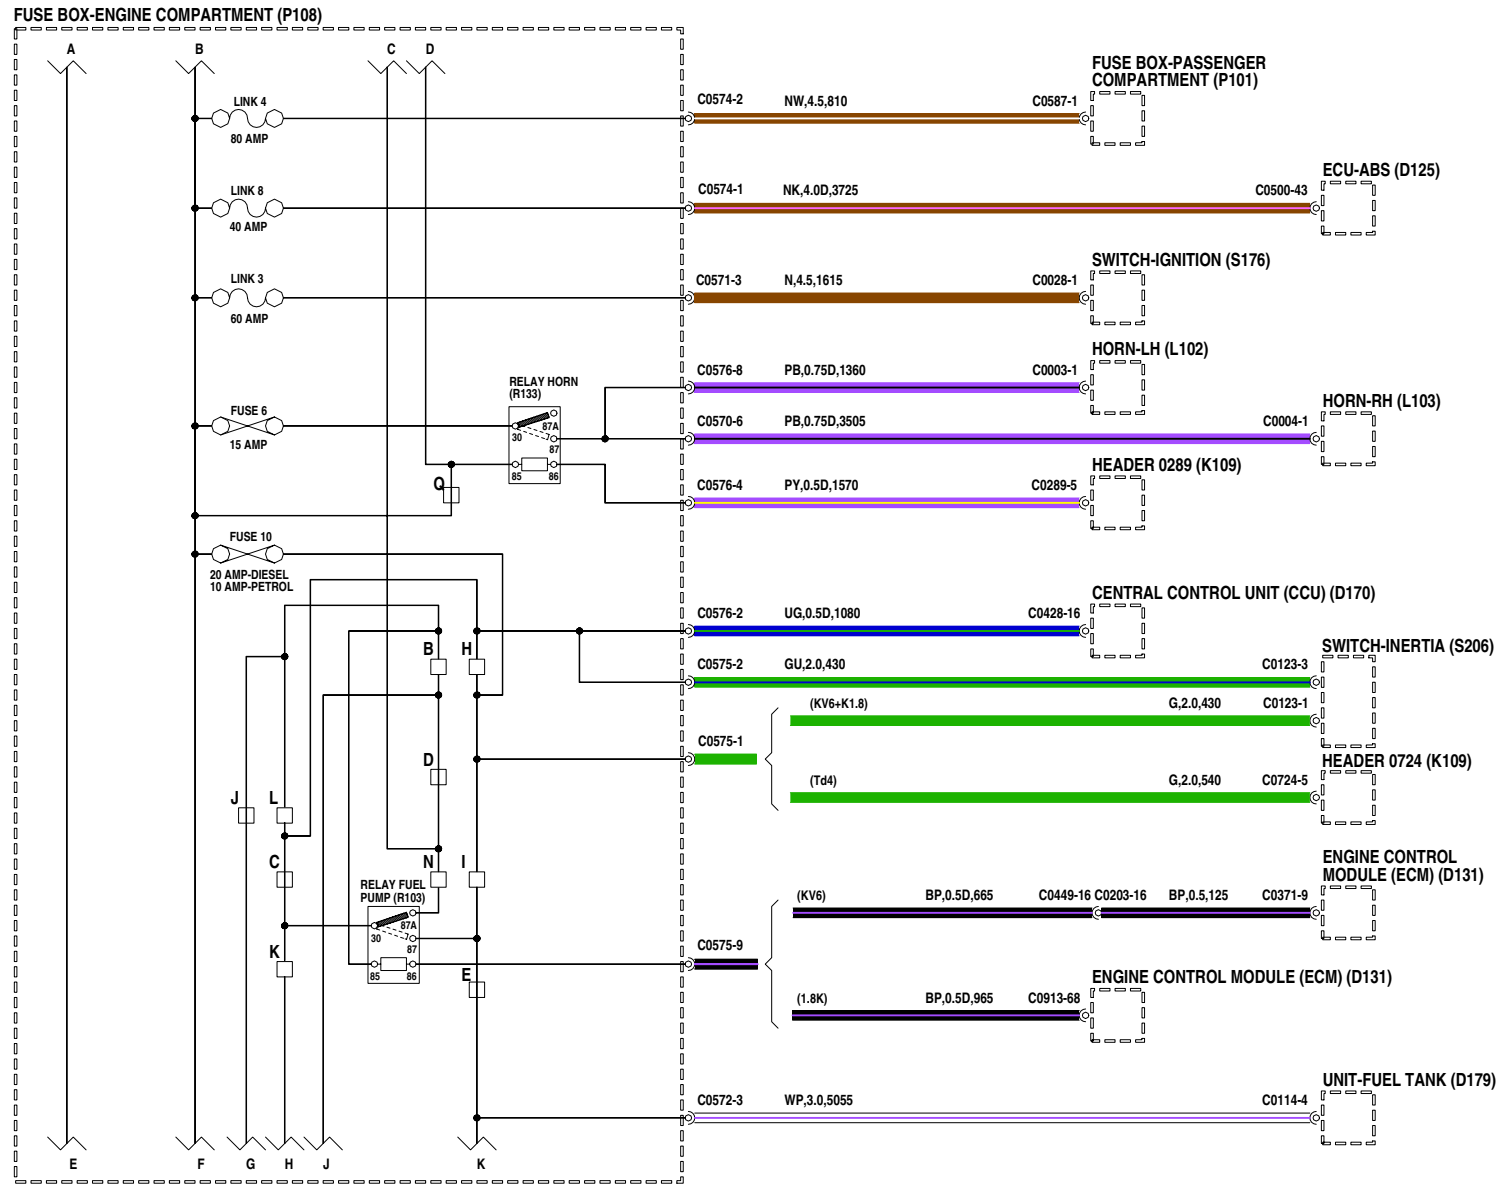 FUSE BOX-ENGINE COMPARTMENT (P108)
A
B
C
D
LINK 4
80 AMP
C0574-2
NW,4.5,810
C0587-1
FUSE BOX-PASSENGER
COMPARTMENT (P101)
LINK 8
40 AMP
C0574-1
NK,4.0D,3725
C0500-43
ECU-ABS (D125)
LINK 3
60 AMP
C0571-3
N,4.5,1615
C0028-1
SWITCH-IGNITION (S176)
RELAY HORN
(R133)
C0576-8
PB,0.75D,1360
C0003-1
HORN-LH (L102)
FUSE 6
15 AMP
87A
30
87
85
86
C0570-6
PB,0.75D,3505
C0004-1
HORN-RH (L103)
Q
C0576-4
PY,0.5D,1570
C0289-5
HEADER 0289 (K109)
FUSE 10
20 AMP-DIESEL
10 AMP-PETROL
C0576-2
UG,0.5D,1080
C0428-16
CENTRAL CONTROL UNIT (CCU) (D170)
B
H
C0575-2
GU,2.0,430
C0123-3
SWITCH-INERTIA (S206)
(KV6+K1.8)
G,2.0,430
C0123-1
C0575-1
D
(Td4)
G,2.0,540
C0724-5
HEADER 0724 (K109)
J
L
C
N
I
RELAY FUEL
PUMP (R103)
87A
30
87
85
86
K
E
(KV6)
BP,0.5D,665
C0449-16 C0203-16
BP,0.5,125
C0371-9
ENGINE CONTROL
MODULE (ECM) (D131)
C0575-9
(1.8K)
BP,0.5D,965
C0913-68
ENGINE CONTROL MODULE (ECM) (D131)
C0572-3
WP,3.0,5055
C0114-4
UNIT-FUEL TANK (D179)
E
F
G
H
J
K